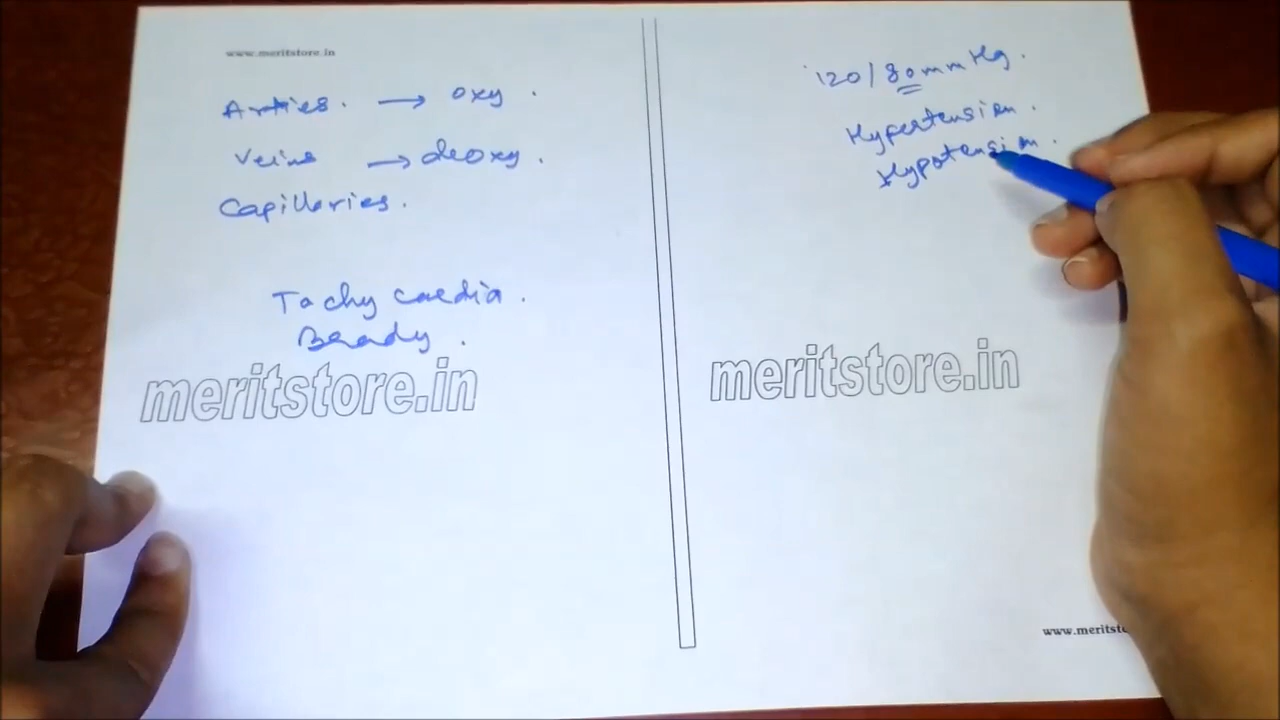 www.meritstore.in
Arties. → oxy.
Veins → deoxy.
Capillaries.
Tachy cardia.
Brady.
meritstore.in
120/80mmHg.
Hypertension.
Hypotension.
meritstore.in
www.meritsto